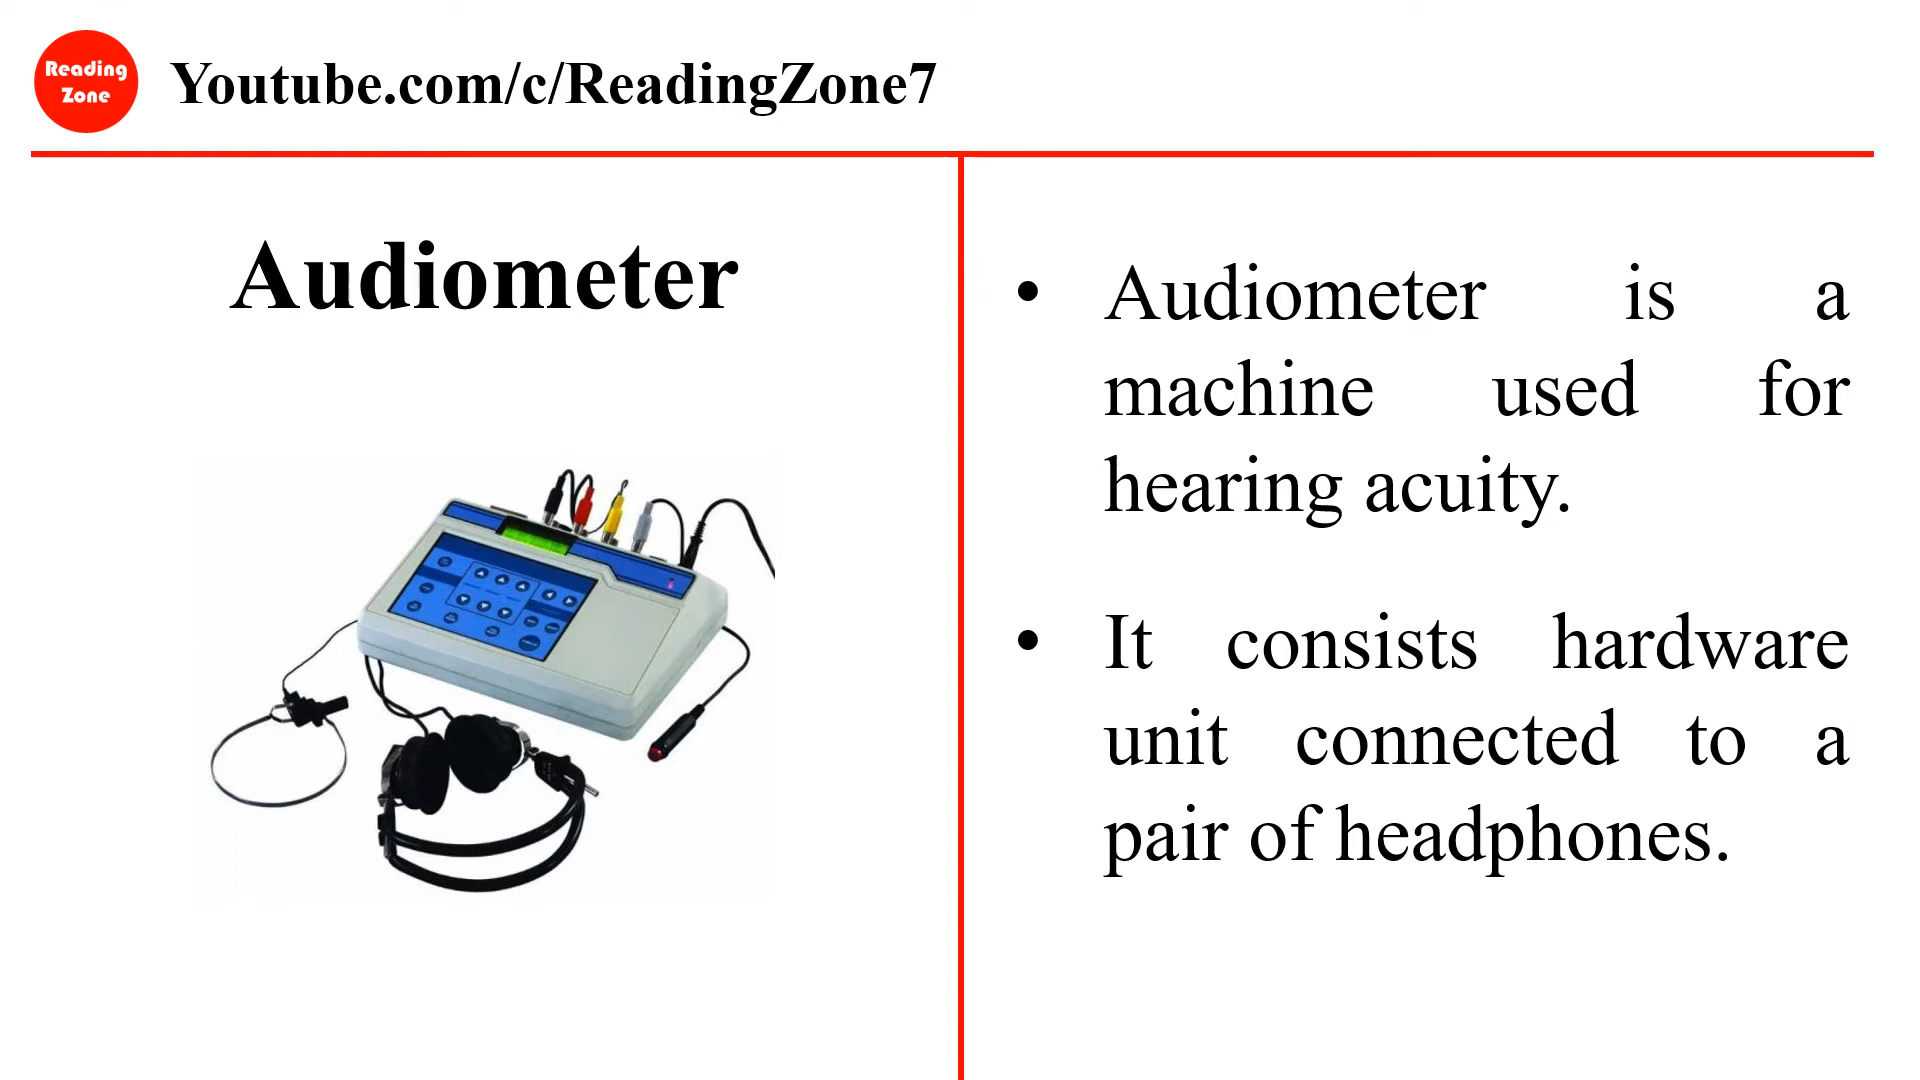 Reading
Zone
Youtube.com/c/ReadingZone7
Audiometer
• Audiometer is a
machine used for
hearing acuity.
• It consists hardware
unit connected to a
pair of headphones.